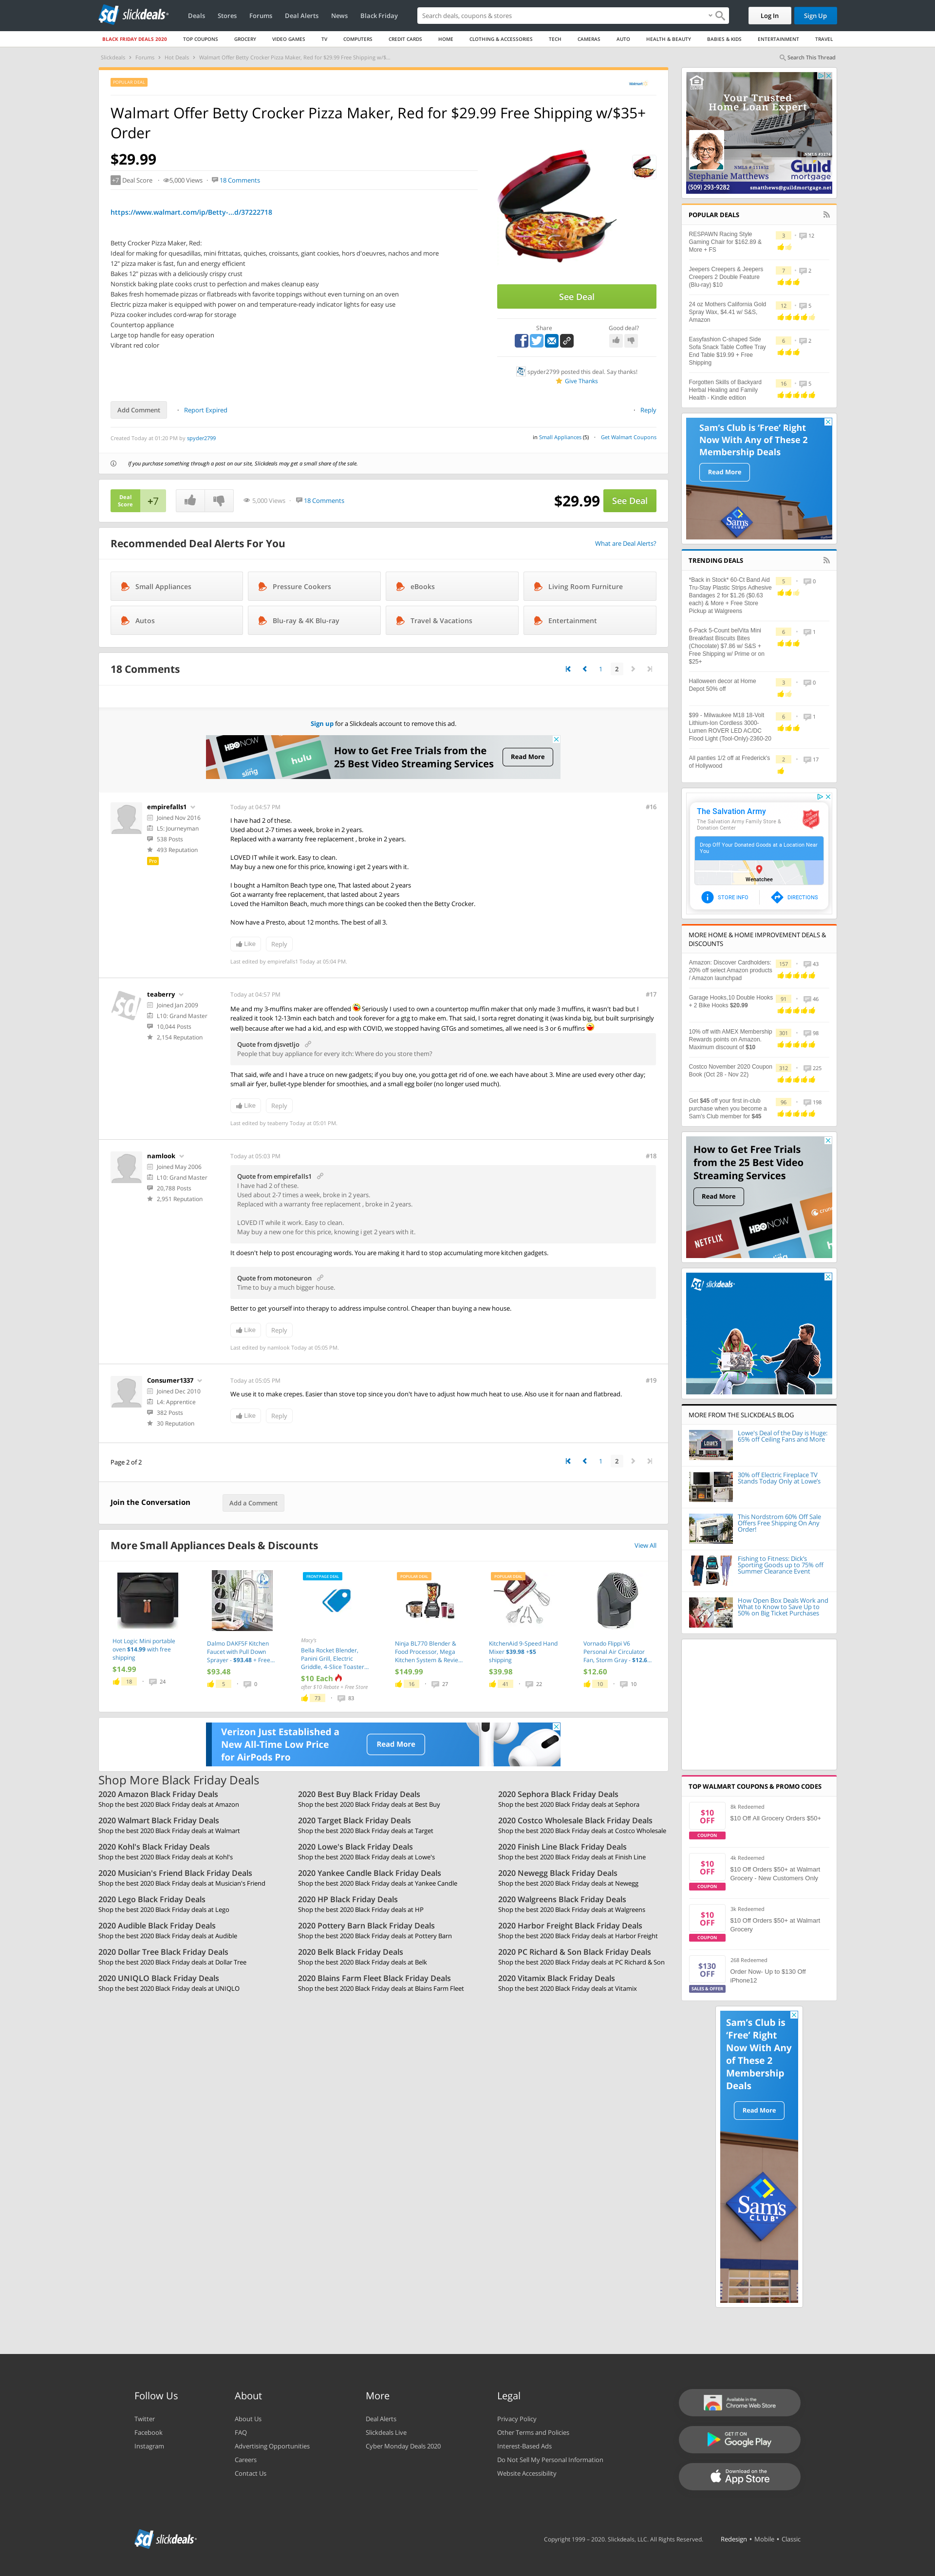 slickdeals
Deals
Stores
Forums
Deal Alerts
News
Black Friday
Search deals, coupons & stores
Log In
Sign Up
BLACK FRIDAY DEALS 2020
TOP COUPONS
GROCERY
VIDEO GAMES
TV
COMPUTERS
CREDIT CARDS
HOME
CLOTHING & ACCESSORIES
TECH
CAMERAS
AUTO
HEALTH & BEAUTY
BABIES & KIDS
ENTERTAINMENT
TRAVEL
Slickdeals
Forums
Hot Deals
Walmart Offer Betty Crocker Pizza Maker, Red for $29.99 Free Shipping w/$...
Search This Thread
POPULAR DEAL
Walmart
Walmart Offer Betty Crocker Pizza Maker, Red for $29.99 Free Shipping w/$35+
Order
$29.99
+7 Deal Score
5,000 Views
18 Comments
https://www.walmart.com/ip/Betty-...d/37222718
Betty Crocker Pizza Maker, Red:
Ideal for making for quesadillas, mini frittatas, quiches, croissants, giant cookies, hors d'oeuvres, nachos and more
12" pizza maker is fast, fun and energy efficient
Bakes 12" pizzas with a deliciously crispy crust
Nonstick baking plate cooks crust to perfection and makes cleanup easy
Bakes fresh homemade pizzas or flatbreads with favorite toppings without even turning on an oven
Electric pizza maker is equipped with power on and temperature-ready indicator lights for easy use
Pizza cooker includes cord-wrap for storage
Countertop appliance
Large top handle for easy operation
Vibrant red color
See Deal
Share
Good deal?
spyder2799 posted this deal. Say thanks!
Give Thanks
Add Comment
Report Expired
Reply
Created Today at 01:20 PM by spyder2799
in Small Appliances (5)
Get Walmart Coupons
If you purchase something through a post on our site, Slickdeals may get a small share of the sale.
Deal Score
+7
5,000 Views
18 Comments
$29.99
See Deal
Recommended Deal Alerts For You
What are Deal Alerts?
Small Appliances
Pressure Cookers
eBooks
Living Room Furniture
Autos
Blu-ray & 4K Blu-ray
Travel & Vacations
Entertainment
18 Comments
1
2
Sign up for a Slickdeals account to remove this ad.
HBO NOW
sling
hulu
How to Get Free Trials from the
25 Best Video Streaming Services
Read More
empirefalls1
Joined Nov 2016
L5: Journeyman
538 Posts
493 Reputation
Pro
Today at 04:57 PM
#16
I have had 2 of these.
Used about 2-7 times a week, broke in 2 years.
Replaced with a warranty free replacement , broke in 2 years.
LOVED IT while it work. Easy to clean.
May buy a new one for this price, knowing i get 2 years with it.
I bought a Hamilton Beach type one, That lasted about 2 years
Got a warranty free replacement, that lasted about 2 years
Loved the Hamilton Beach, much more things can be cooked then the Betty Crocker.
Now have a Presto, about 12 months. The best of all 3.
Like
Reply
Last edited by empirefalls1 Today at 05:04 PM.
teaberry
Joined Jan 2009
L10: Grand Master
10,044 Posts
2,154 Reputation
Today at 04:57 PM
#17
Me and my 3-muffins maker are offended Seriously I used to own a countertop muffin maker that only made 3 muffins, it wasn't bad but I
realized it took 12-13min each batch and took forever for a gtg to make em. That said, I sorta regret donating it (was kinda big, but built surprisingly
well) because after we had a kid, and esp with COVID, we stopped having GTGs and sometimes, all we need is 3 or 6 muffins
Quote from djsvetljo
People that buy appliance for every itch: Where do you store them?
That said, wife and I have a truce on new gadgets; if you buy one, you gotta get rid of one. we each have about 3. Mine are used every other day;
small air fyer, bullet-type blender for smoothies, and a small egg boiler (no longer used much).
Like
Reply
Last edited by teaberry Today at 05:01 PM.
namlook
Joined May 2006
L10: Grand Master
20,788 Posts
2,951 Reputation
Today at 05:03 PM
#18
Quote from empirefalls1
I have had 2 of these.
Used about 2-7 times a week, broke in 2 years.
Replaced with a warranty free replacement , broke in 2 years.
LOVED IT while it work. Easy to clean.
May buy a new one for this price, knowing i get 2 years with it.
It doesn't help to post encouraging words. You are making it hard to stop accumulating more kitchen gadgets.
Quote from motoneuron
Time to buy a much bigger house.
Better to get yourself into therapy to address impulse control. Cheaper than buying a new house.
Like
Reply
Last edited by namlook Today at 05:05 PM.
Consumer1337
Joined Dec 2010
L4: Apprentice
382 Posts
30 Reputation
Today at 05:05 PM
#19
We use it to make crepes. Easier than stove top since you don't have to adjust how much heat to use. Also use it for naan and flatbread.
Like
Reply
Page 2 of 2
1
2
Join the Conversation
Add a Comment
More Small Appliances Deals & Discounts
View All
Hot Logic Mini portable
oven $14.99 with free
shipping
$14.99
18
24
Dalmo DAKF5F Kitchen
Faucet with Pull Down
Sprayer - $93.48 + Free...
$93.48
5
0
FRONTPAGE DEAL
Macy's
Bella Rocket Blender,
Panini Grill, Electric
Griddle, 4-Slice Toaster...
$10 Each
after $10 Rebate + Free Store
73
83
POPULAR DEAL
Ninja BL770 Blender &
Food Processor, Mega
Kitchen System & Revie...
$149.99
16
27
POPULAR DEAL
KitchenAid 9-Speed Hand
Mixer $39.98 +$5
shipping
$39.98
41
22
Vornado Flippi V6
Personal Air Circulator
Fan, Storm Gray - $12.6...
$12.60
10
10
Verizon Just Established a
New All-Time Low Price
for AirPods Pro
Read More
Shop More Black Friday Deals
2020 Amazon Black Friday Deals
Shop the best 2020 Black Friday deals at Amazon
2020 Best Buy Black Friday Deals
Shop the best 2020 Black Friday deals at Best Buy
2020 Sephora Black Friday Deals
Shop the best 2020 Black Friday deals at Sephora
2020 Walmart Black Friday Deals
Shop the best 2020 Black Friday deals at Walmart
2020 Target Black Friday Deals
Shop the best 2020 Black Friday deals at Target
2020 Costco Wholesale Black Friday Deals
Shop the best 2020 Black Friday deals at Costco Wholesale
2020 Kohl's Black Friday Deals
Shop the best 2020 Black Friday deals at Kohl's
2020 Lowe's Black Friday Deals
Shop the best 2020 Black Friday deals at Lowe's
2020 Finish Line Black Friday Deals
Shop the best 2020 Black Friday deals at Finish Line
2020 Musician's Friend Black Friday Deals
Shop the best 2020 Black Friday deals at Musician's Friend
2020 Yankee Candle Black Friday Deals
Shop the best 2020 Black Friday deals at Yankee Candle
2020 Newegg Black Friday Deals
Shop the best 2020 Black Friday deals at Newegg
2020 Lego Black Friday Deals
Shop the best 2020 Black Friday deals at Lego
2020 HP Black Friday Deals
Shop the best 2020 Black Friday deals at HP
2020 Walgreens Black Friday Deals
Shop the best 2020 Black Friday deals at Walgreens
2020 Audible Black Friday Deals
Shop the best 2020 Black Friday deals at Audible
2020 Pottery Barn Black Friday Deals
Shop the best 2020 Black Friday deals at Pottery Barn
2020 Harbor Freight Black Friday Deals
Shop the best 2020 Black Friday deals at Harbor Freight
2020 Dollar Tree Black Friday Deals
Shop the best 2020 Black Friday deals at Dollar Tree
2020 Belk Black Friday Deals
Shop the best 2020 Black Friday deals at Belk
2020 PC Richard & Son Black Friday Deals
Shop the best 2020 Black Friday deals at PC Richard & Son
2020 UNIQLO Black Friday Deals
Shop the best 2020 Black Friday deals at UNIQLO
2020 Blains Farm Fleet Black Friday Deals
Shop the best 2020 Black Friday deals at Blains Farm Fleet
2020 Vitamix Black Friday Deals
Shop the best 2020 Black Friday deals at Vitamix
Your Trusted
Home Loan Expert
Stephanie Matthews
Guild
mortgage
(509) 293-9282
smatthews@guildmortgage.net
POPULAR DEALS
RESPAWN Racing Style
Gaming Chair for $162.89 &
More + FS
3
12
Jeepers Creepers & Jeepers
Creepers 2 Double Feature
(Blu-ray) $10
7
2
24 oz Mothers California Gold
Spray Wax, $4.41 w/ S&S,
Amazon
12
5
Easyfashion C-shaped Side
Sofa Snack Table Coffee Tray
End Table $19.99 + Free
Shipping
6
2
Forgotten Skills of Backyard
Herbal Healing and Family
Health - Kindle edition
16
5
Sam's Club is 'Free' Right
Now With Any of These 2
Membership Deals
Read More
Sam's
CLUB
TRENDING DEALS
*Back in Stock* 60-Ct Band Aid
Tru-Stay Plastic Strips Adhesive
Bandages 2 for $1.26 ($0.63
each) & More + Free Store
Pickup at Walgreens
5
0
6-Pack 5-Count belVita Mini
Breakfast Biscuits Bites
(Chocolate) $7.86 w/ S&S +
Free Shipping w/ Prime or on
$25+
6
1
Halloween decor at Home
Depot 50% off
3
0
$99 - Milwaukee M18 18-Volt
Lithium-Ion Cordless 3000-
Lumen ROVER LED AC/DC
Flood Light (Tool-Only)-2360-20
6
1
All panties 1/2 off at Frederick's
of Hollywood
2
17
The Salvation Army
The Salvation Army Family Store &
Donation Center
Drop Off Your Donated Goods at a Location Near
You
Wenatchee
STORE INFO
DIRECTIONS
MORE HOME & HOME IMPROVEMENT DEALS &
DISCOUNTS
Amazon: Discover Cardholders:
20% off select Amazon products
/ Amazon launchpad
157
43
Garage Hooks,10 Double Hooks
+ 2 Bike Hooks $20.99
91
46
10% off with AMEX Membership
Rewards points on Amazon.
Maximum discount of $10
301
98
Costco November 2020 Coupon
Book (Oct 28 - Nov 22)
312
225
Get $45 off your first in-club
purchase when you become a
Sam's Club member for $45
96
198
How to Get Free Trials
from the 25 Best Video
Streaming Services
Read More
NETFLIX
HBO NOW
hulu
slickdeals
MORE FROM THE SLICKDEALS BLOG
Lowe's Deal of the Day is Huge:
65% off Ceiling Fans and More
30% off Electric Fireplace TV
Stands Today Only at Lowe's
This Nordstrom 60% Off Sale
Offers Free Shipping On Any
Order!
Fishing to Fitness: Dick's
Sporting Goods up to 75% off
Summer Clearance Event
How Open Box Deals Work and
What to Know to Save Up to
50% on Big Ticket Purchases
TOP WALMART COUPONS & PROMO CODES
$10
OFF
COUPON
8k Redeemed
$10 Off All Grocery Orders $50+
$10
OFF
COUPON
4k Redeemed
$10 Off Orders $50+ at Walmart
Grocery - New Customers Only
$10
OFF
COUPON
3k Redeemed
$10 Off Orders $50+ at Walmart
Grocery
$130
OFF
SALES & OFFER
268 Redeemed
Order Now- Up to $130 Off
iPhone12
Sam's Club is
'Free' Right
Now With Any
of These 2
Membership
Deals
Read More
Sam's
CLUB
Follow Us
Twitter
Facebook
Instagram
About
About Us
FAQ
Advertising Opportunities
Careers
Contact Us
More
Deal Alerts
Slickdeals Live
Cyber Monday Deals 2020
Legal
Privacy Policy
Other Terms and Policies
Interest-Based Ads
Do Not Sell My Personal Information
Website Accessibility
Available in the
Chrome Web Store
GET IT ON
Google Play
Download on the
App Store
slickdeals
Copyright 1999 - 2020. Slickdeals, LLC. All Rights Reserved.
Redesign • Mobile • Classic